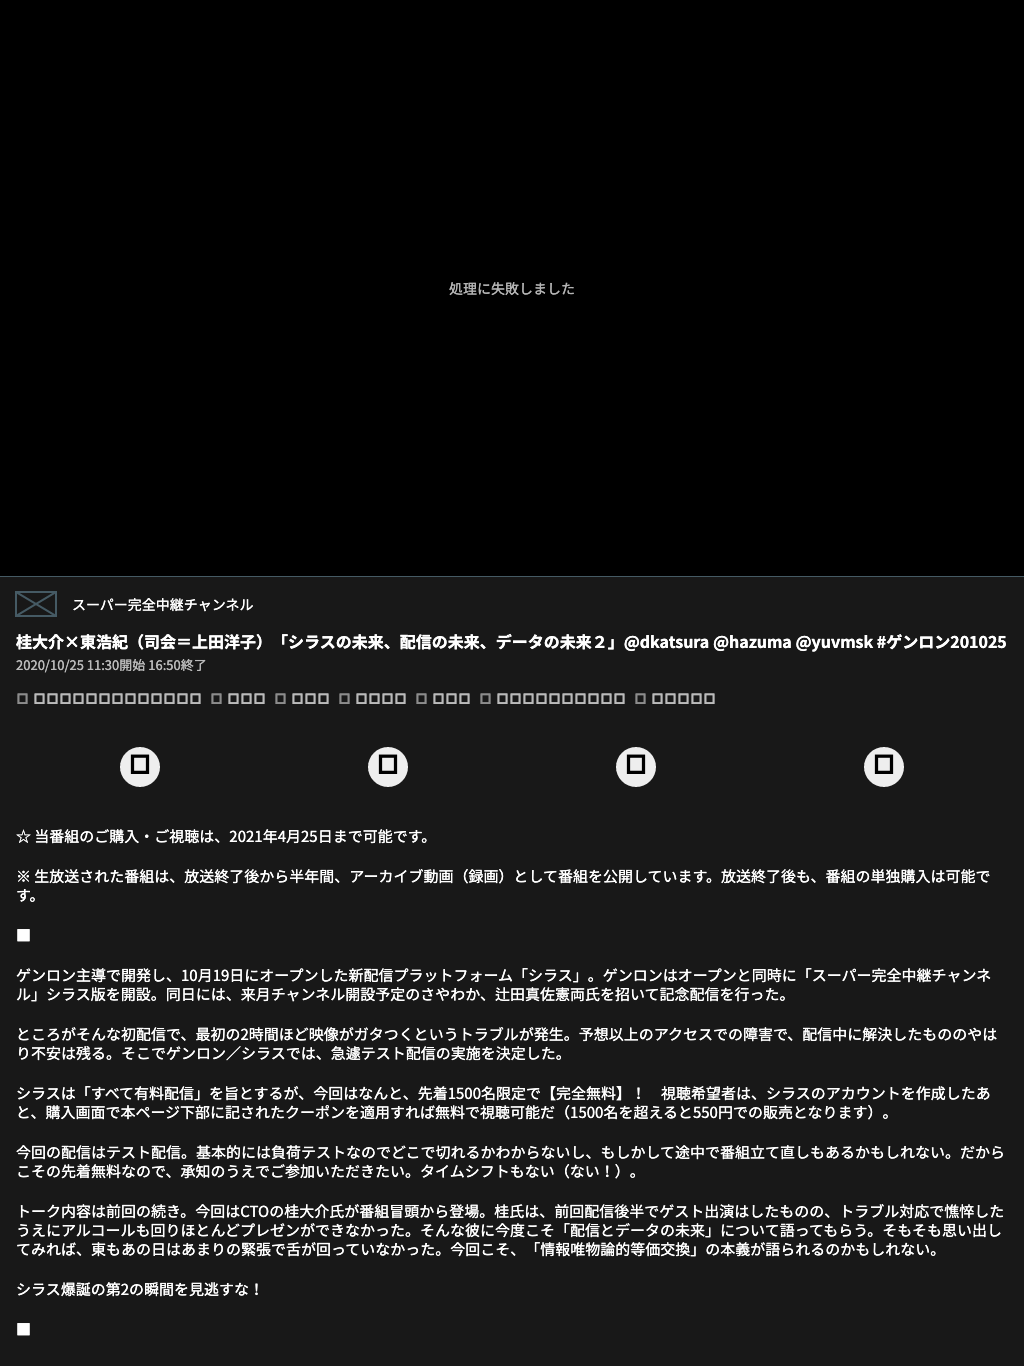 処理に失敗しました
スーパー完全中継チャンネル
桂大介×東浩紀（司会＝上田洋子）「シラスの未来、配信の未来、データの未来２」@dkatsura @hazuma @yuvmsk #ゲンロン201025
2020/10/25 11:30開始 16:50終了
☆ 当番組のご購入・ご視聴は、2021年4月25日まで可能です。
※ 生放送された番組は、放送終了後から半年間、アーカイブ動画（録画）として番組を公開しています。放送終了後も、番組の単独購入は可能で
す。
■
ゲンロン主導で開発し、10月19日にオープンした新配信プラットフォーム「シラス」。ゲンロンはオープンと同時に「スーパー完全中継チャンネ
ル」シラス版を開設。同日には、来月チャンネル開設予定のさやわか、辻田真佐憲両氏を招いて記念配信を行った。
ところがそんな初配信で、最初の2時間ほど映像がガタつくというトラブルが発生。予想以上のアクセスでの障害で、配信中に解決したもののやは
り不安は残る。そこでゲンロン／シラスでは、急遽テスト配信の実施を決定した。
シラスは「すべて有料配信」を旨とするが、今回はなんと、先着1500名限定で【完全無料】！　視聴希望者は、シラスのアカウントを作成したあ
と、購入画面で本ページ下部に記されたクーポンを適用すれば無料で視聴可能だ（1500名を超えると550円での販売となります）。
今回の配信はテスト配信。基本的には負荷テストなのでどこで切れるかわからないし、もしかして途中で番組立て直しもあるかもしれない。だから
こその先着無料なので、承知のうえでご参加いただきたい。タイムシフトもない（ない！）。
トーク内容は前回の続き。今回はCTOの桂大介氏が番組冒頭から登場。桂氏は、前回配信後半でゲスト出演はしたものの、トラブル対応で憔悴した
うえにアルコールも回りほとんどプレゼンができなかった。そんな彼に今度こそ「配信とデータの未来」について語ってもらう。そもそも思い出し
てみれば、東もあの日はあまりの緊張で舌が回っていなかった。今回こそ、「情報唯物論的等価交換」の本義が語られるのかもしれない。
シラス爆誕の第2の瞬間を見逃すな！
■